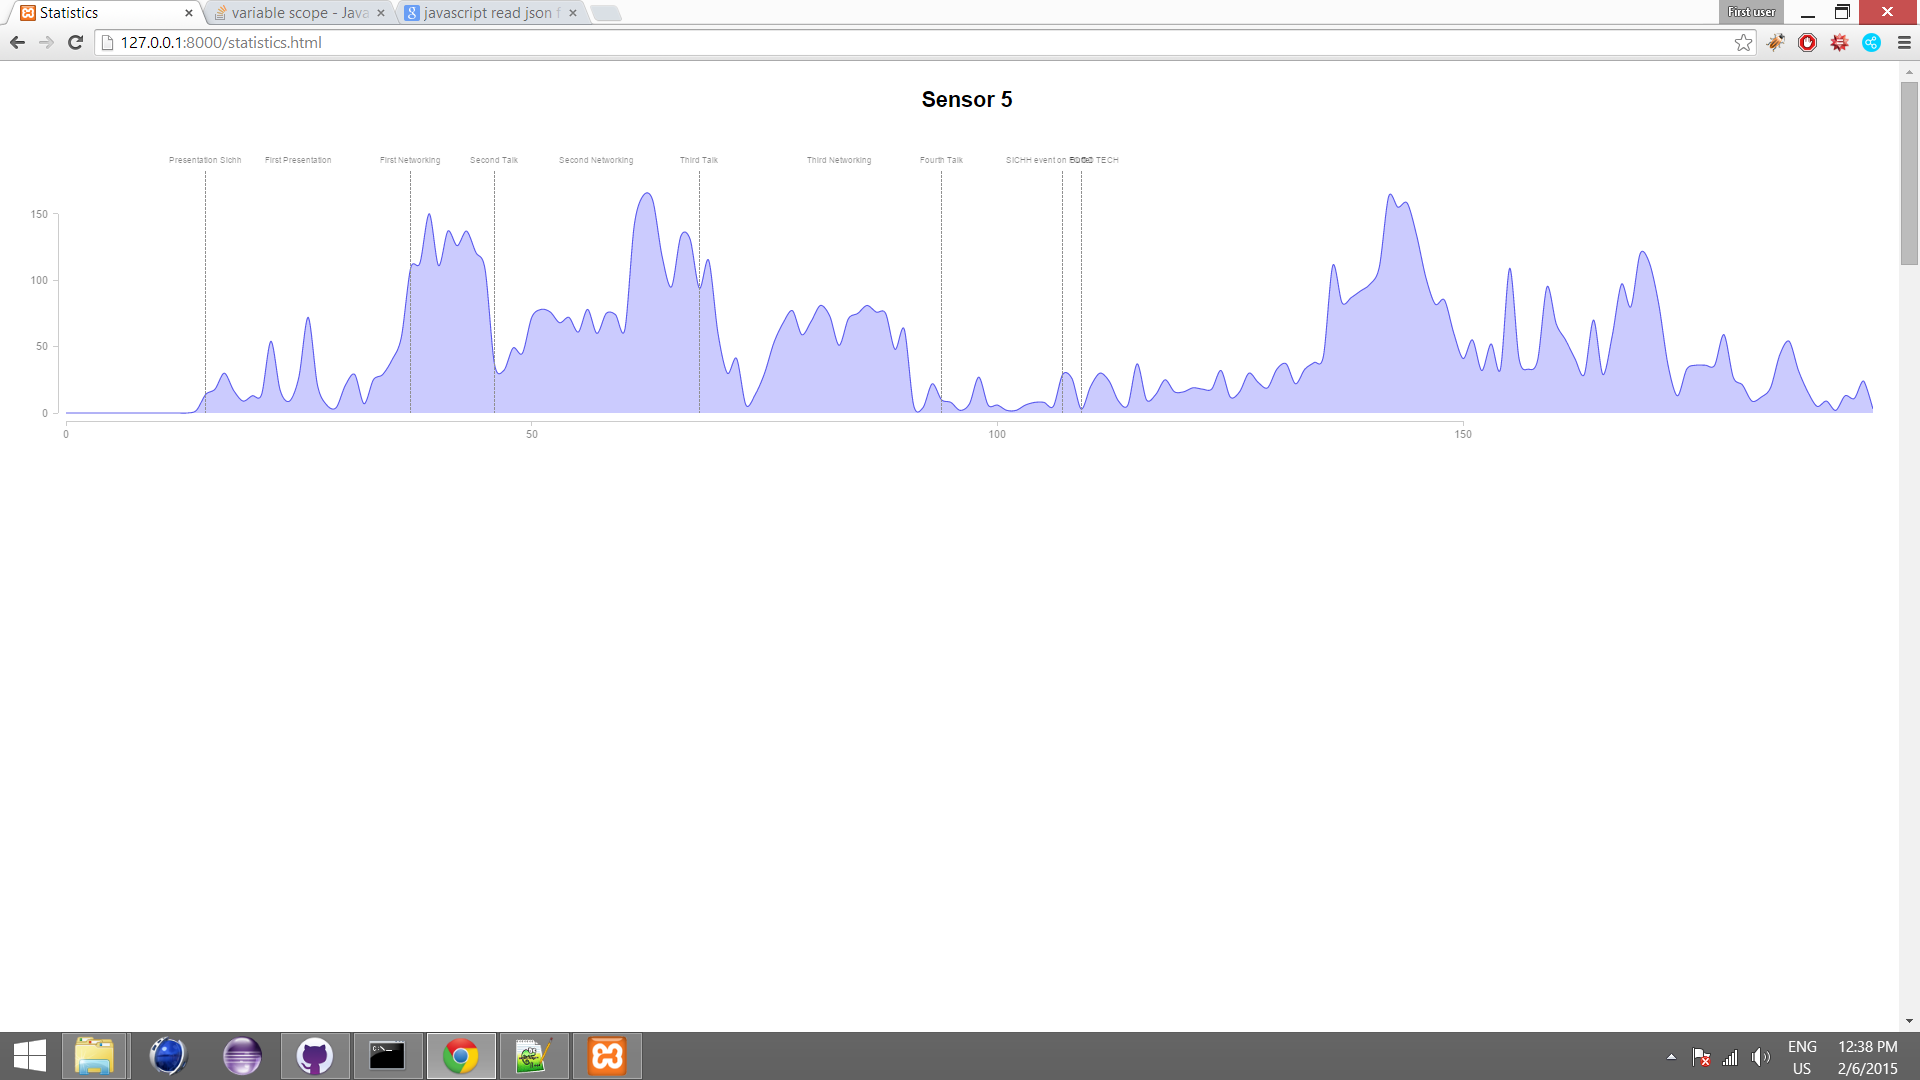 Statistics
variable scope - Java
javascript read json f
First user
127.0.0.1:8000/statistics.html
Sensor 5
Presentation Sichh First Presentation First Networking Second Talk Second Networking Third Talk Third Networking Fourth Talk SICHH event on TECH
150
100
50
0
0 50 100 150
ENG 12:38 PM
US 2/6/2015